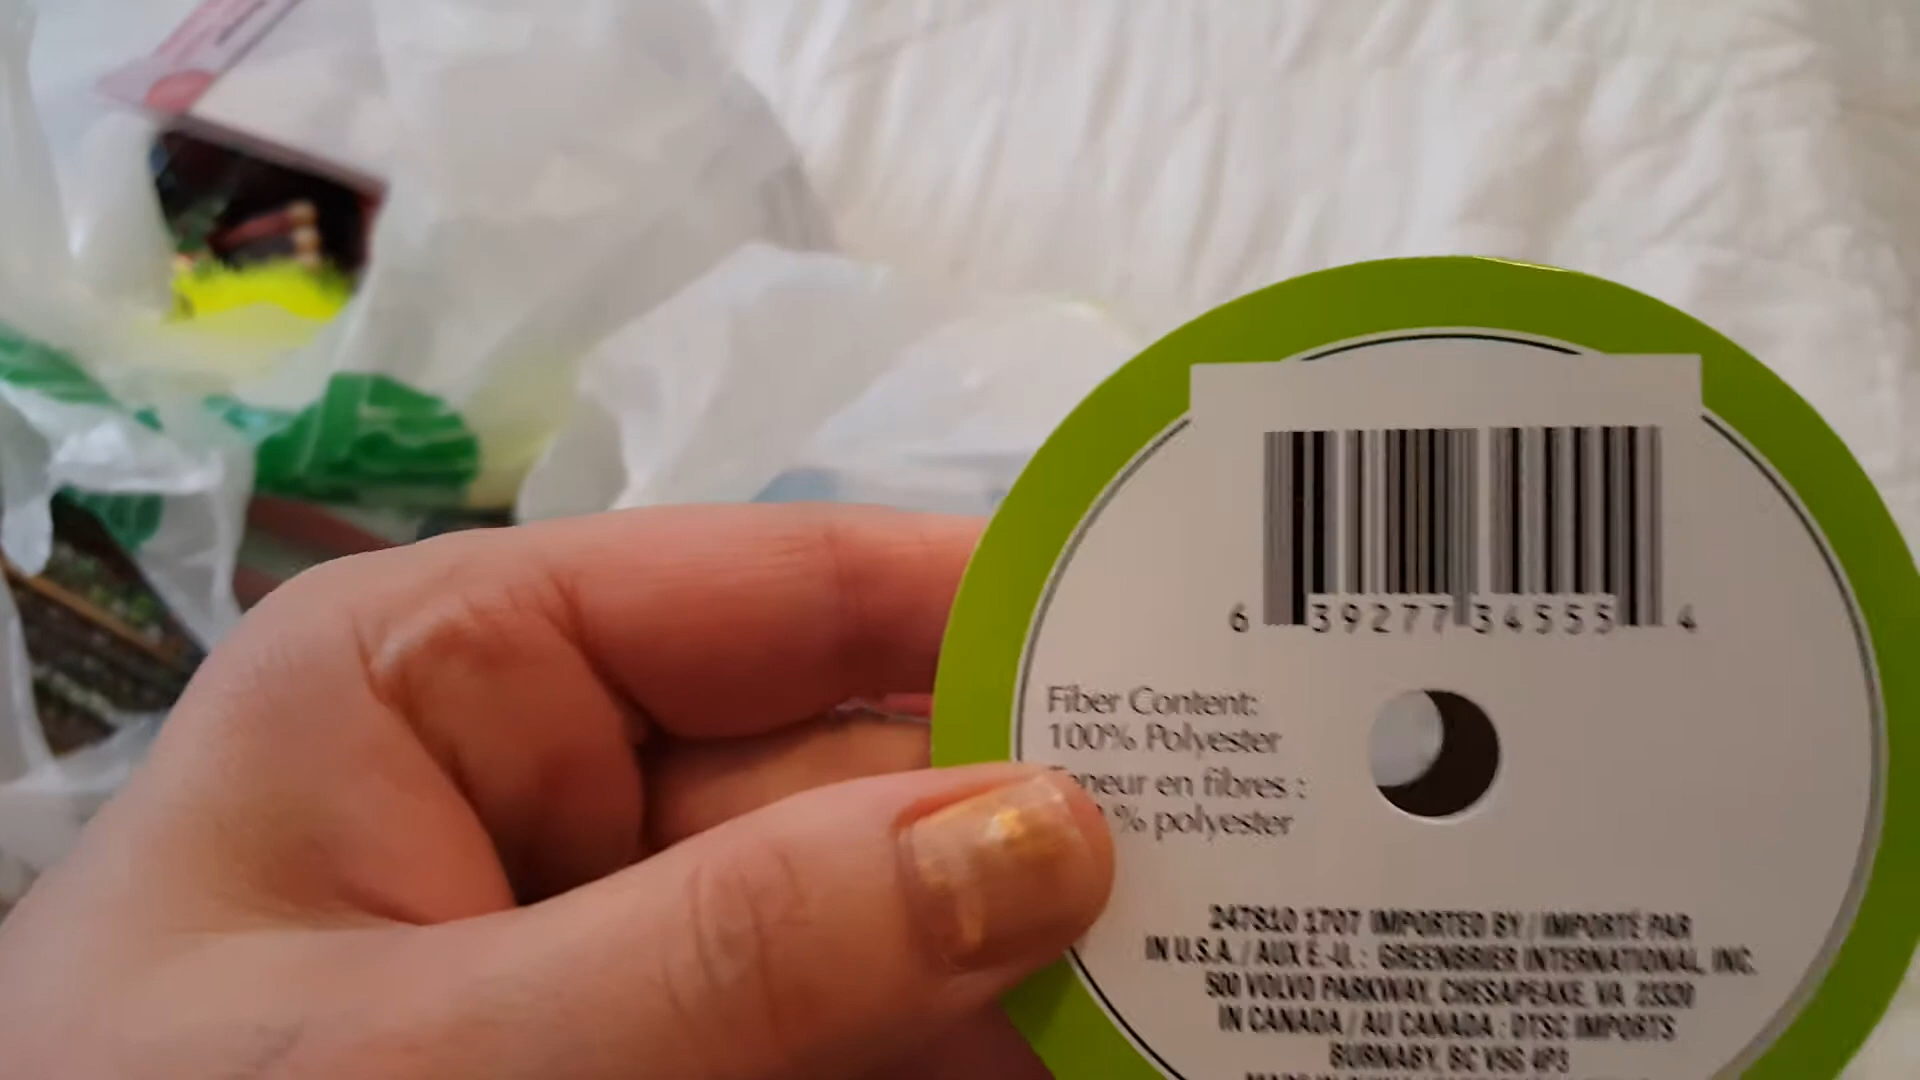 6 39277 34555 4
Fiber Content:
100% Polyester
Teneur en fibres :
% polyester
247810 1707 IMPORTED BY / IMPORTÉ PAR
IN U.S.A. / AUX É.-U. : GREENBRIER INTERNATIONAL, INC.
500 VOLVO PARKWAY, CHESAPEAKE, VA 23320
IN CANADA / AU CANADA : DTSC IMPORTS
BURNABY, BC V5G 4P3